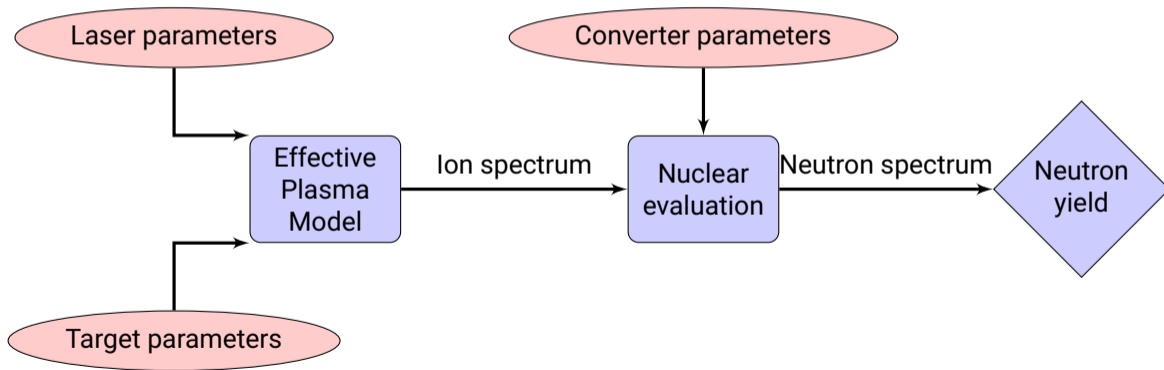 Laser parameters
Converter parameters
Effective
Plasma
Model
Ion spectrum
Nuclear
evaluation
Neutron spectrum
Neutron
yield
Target parameters